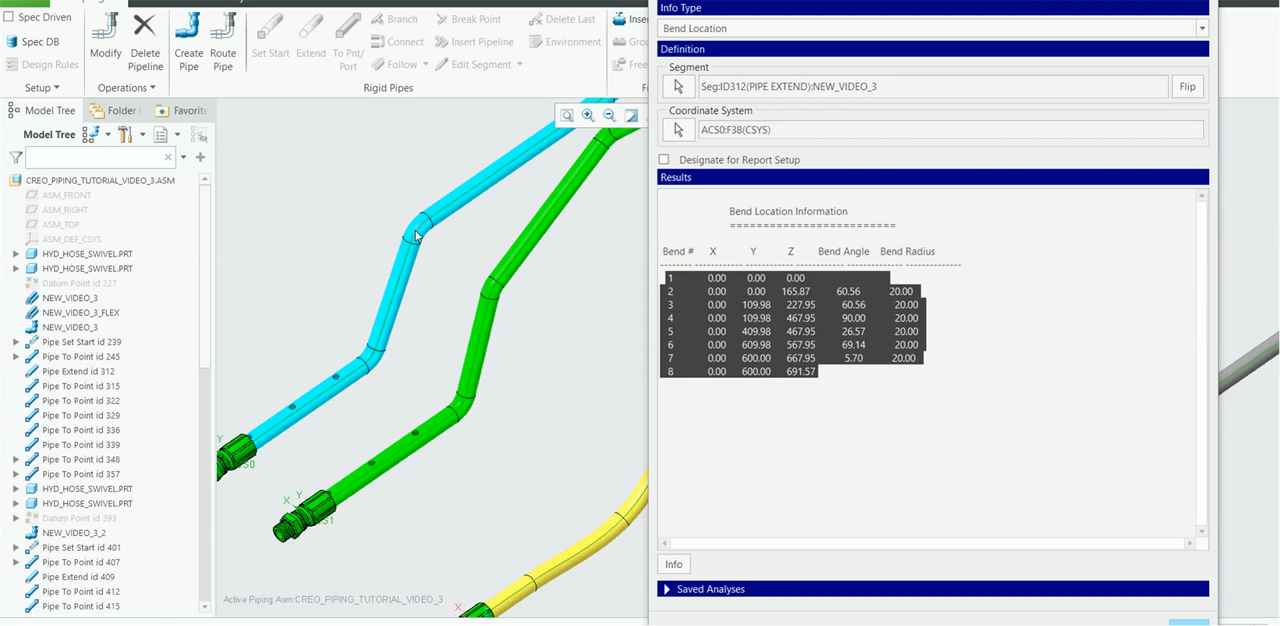 Spec Driven
Spec DB
Design Rules
Setup
Modify
Delete Pipeline
Operations
Create Pipe
Route Pipe
Branch
Connect
Follow
Break Point
Insert Pipeline
Edit Segment
Set Start
Extend
To Pnt/ Port
Delete Last
Environment
Rigid Pipes
Model Tree
Folder
Favorite
Model Tree
CREO_PIPING_TUTORIAL_VIDEO_3.ASM
ASM_FRONT
ASM_RIGHT
ASM_TOP
ASM_DEF_CSYS
HYD_HOSE_SWIVEL.PRT
HYD_HOSE_SWIVEL.PRT
Datum Point id 227
NEW_VIDEO_3
NEW_VIDEO_3_FLEX
NEW_VIDEO_3
Pipe Set Start id 239
Pipe To Point id 245
Pipe Extend id 312
Pipe To Point id 315
Pipe To Point id 322
Pipe To Point id 329
Pipe To Point id 336
Pipe To Point id 339
Pipe To Point id 348
Pipe To Point id 357
HYD_HOSE_SWIVEL.PRT
HYD_HOSE_SWIVEL.PRT
Datum Point id 393
NEW_VIDEO_3_2
Pipe Set Start id 401
Pipe To Point id 407
Pipe Extend id 409
Pipe To Point id 412
Pipe To Point id 415
Y
X Y
X
Active Piping Asm:CREO_PIPING_TUTORIAL_VIDEO_3
Info Type
Bend Location
Definition
Segment
Seg:ID312(PIPE EXTEND):NEW_VIDEO_3
Flip
Coordinate System
ACS0:F38(CSYS)
Designate for Report Setup
Results
Bend Location Information
=========================
Bend # X Y Z Bend Angle Bend Radius
1 0.00 0.00 0.00
2 0.00 0.00 165.87 60.56 20.00
3 0.00 109.98 227.95 60.56 20.00
4 0.00 109.98 467.95 90.00 20.00
5 0.00 409.98 467.95 26.57 20.00
6 0.00 609.98 567.95 69.14 20.00
7 0.00 600.00 667.95 5.70 20.00
8 0.00 600.00 691.57
Info
Saved Analyses